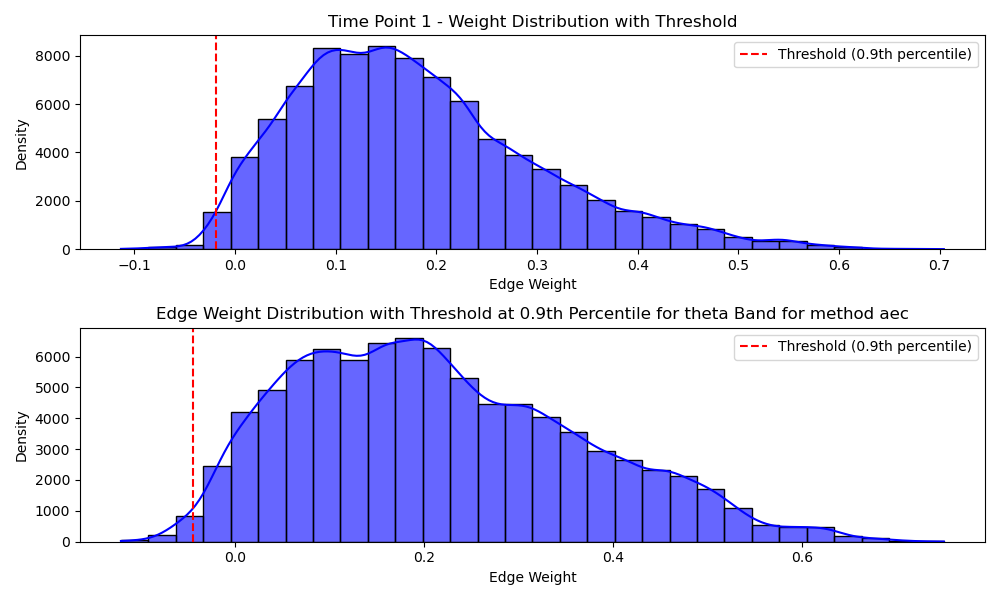 Time Point 1 - Weight Distribution with Threshold
Threshold (0.9th percentile)
Density
8000
6000
4000
2000
0
−0.1 0.0 0.1 0.2 0.3 0.4 0.5 0.6 0.7
Edge Weight
Edge Weight Distribution with Threshold at 0.9th Percentile for theta Band for method aec
Threshold (0.9th percentile)
Density
6000
5000
4000
3000
2000
1000
0
0.0 0.2 0.4 0.6
Edge Weight